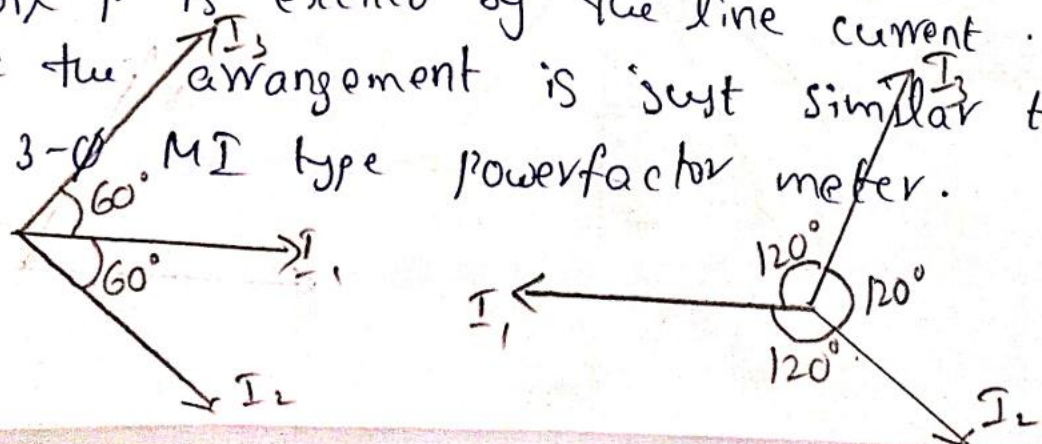 is excited by the line current.
the arrangement is just similar
3-φ MI type powerfactor meter.
I3
60°
I1
60°
I2
I3
120°
120°
I1
120°
I2